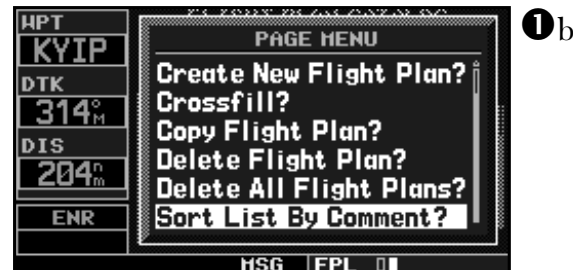 WPT
KYIP
DTK
314°M
DIS
204nm
ENR
PAGE MENU
Create New Flight Plan?
Crossfill?
Copy Flight Plan?
Delete Flight Plan?
Delete All Flight Plans?
Sort List By Comment?
MSG FPL
❶b